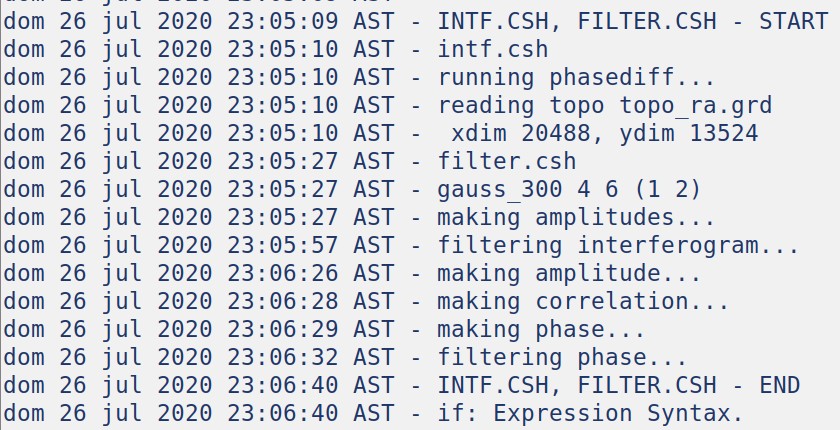 dom 26 jul 2020 23:05:09 AST - INTF.CSH, FILTER.CSH - START
dom 26 jul 2020 23:05:10 AST - intf.csh
dom 26 jul 2020 23:05:10 AST - running phasediff...
dom 26 jul 2020 23:05:10 AST - reading topo topo_ra.grd
dom 26 jul 2020 23:05:10 AST -  xdim 20488, ydim 13524
dom 26 jul 2020 23:05:27 AST - filter.csh
dom 26 jul 2020 23:05:27 AST - gauss_300 4 6 (1 2)
dom 26 jul 2020 23:05:27 AST - making amplitudes...
dom 26 jul 2020 23:05:57 AST - filtering interferogram...
dom 26 jul 2020 23:06:26 AST - making amplitude...
dom 26 jul 2020 23:06:28 AST - making correlation...
dom 26 jul 2020 23:06:29 AST - making phase...
dom 26 jul 2020 23:06:32 AST - filtering phase...
dom 26 jul 2020 23:06:40 AST - INTF.CSH, FILTER.CSH - END
dom 26 jul 2020 23:06:40 AST - if: Expression Syntax.